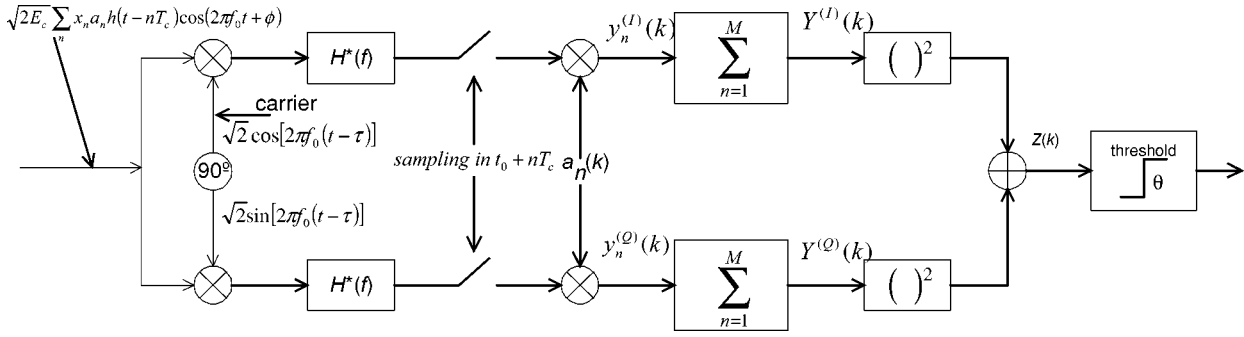 √2E_c ∑_n x_n a_n h(t−nT_c)cos(2πf_0 t+ϕ)
H*(f)
y_n^(I)(k)
∑_{n=1}^{M}
Y^(I)(k)
( )²
carrier
√2 cos[2πf_0(t−τ)]
90º
sampling in t_0 + nT_c
a_n(k)
Z(k)
threshold
θ
√2 sin[2πf_0(t−τ)]
H*(f)
y_n^(Q)(k)
∑_{n=1}^{M}
Y^(Q)(k)
( )²